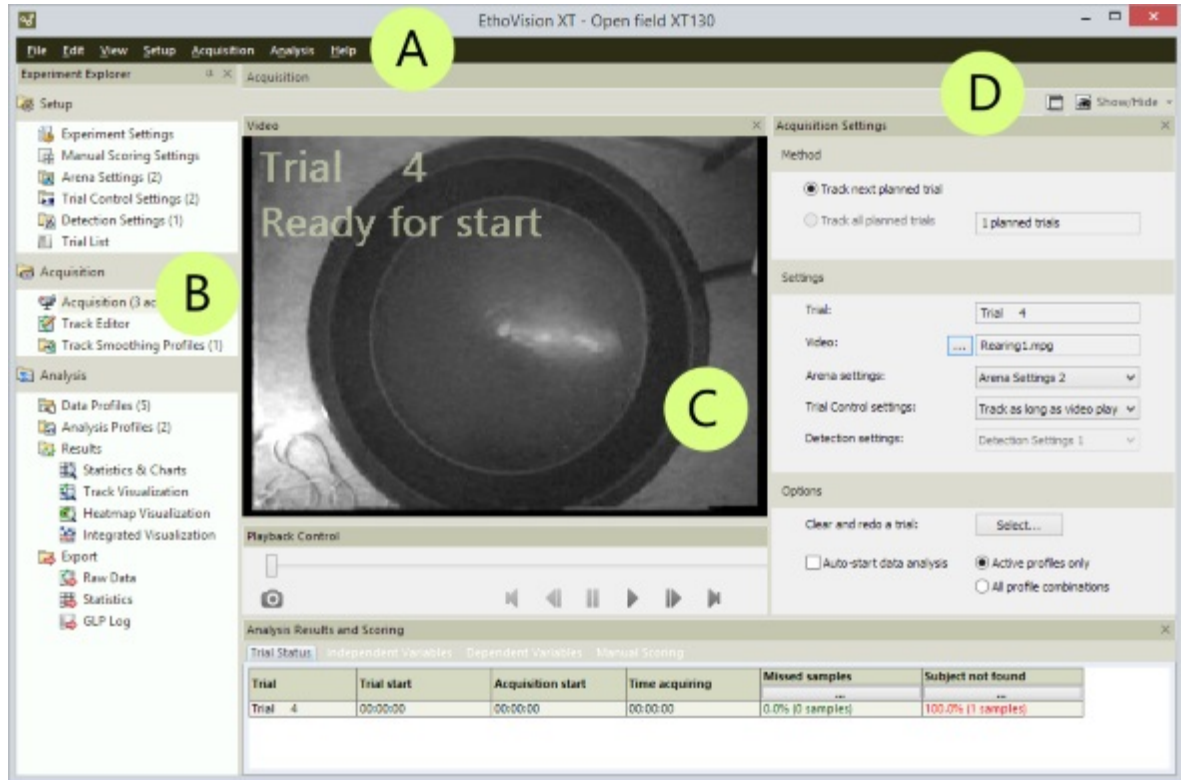 EthoVision XT - Open field XT130
File Edit View Setup Acquisition Analysis Help
A
Experiment Explorer
Acquisition
D
Show/Hide
Setup
Experiment Settings
Manual Scoring Settings
Arena Settings (2)
Trial Control Settings (2)
Detection Settings (1)
Trial List
Acquisition
Acquisition (3 ac
B
Track Editor
Track Smoothing Profiles (1)
Analysis
Data Profiles (5)
Analysis Profiles (2)
Results
Statistics & Charts
Track Visualization
Heatmap Visualization
Integrated Visualization
Export
Raw Data
Statistics
GLP Log
Video
Trial 4
Ready for start
C
Playback Control
Acquisition Settings
Method
Track next planned trial
Track all planned trials 1 planned trials
Settings
Trial: Trial 4
Video: ... Rearing1.mpg
Arena settings: Arena Settings 2
Trial Control settings: Track as long as video play
Detection settings: Detection Settings 1
Options
Clear and redo a trial: Select...
Auto-start data analysis Active profiles only
All profile combinations
Analysis Results and Scoring
Trial Status Independent Variables Dependent Variables Manual Scoring
Trial Trial start Acquisition start Time acquiring Missed samples Subject not found
... ...
Trial 4 00:00:00 00:00:00 00:00:00 0.0% (0 samples) 100.0% (1 samples)